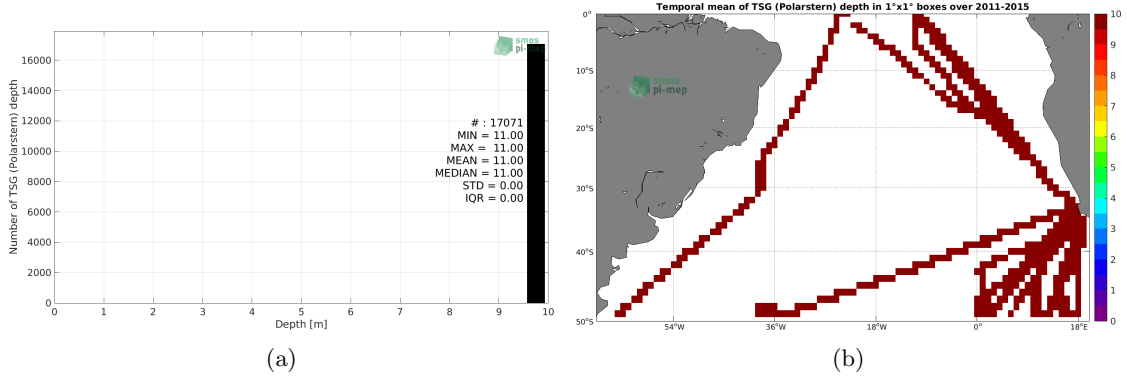 smos
pi-mep
Number of TSG (Polarstern) depth
16000
14000
12000
10000
8000
6000
4000
2000
0
# : 17071
MIN = 11.00
MAX = 11.00
MEAN = 11.00
MEDIAN = 11.00
STD = 0.00
IQR = 0.00
0 1 2 3 4 5 6 7 8 9 10
Depth [m]
(a)
Temporal mean of TSG (Polarstern) depth in 1°x1° boxes over 2011-2015
smos
pi-mep
0°
10°S
20°S
30°S
40°S
50°S
54°W 36°W 18°W 0° 18°E
10
9
8
7
6
5
4
3
2
1
0
(b)